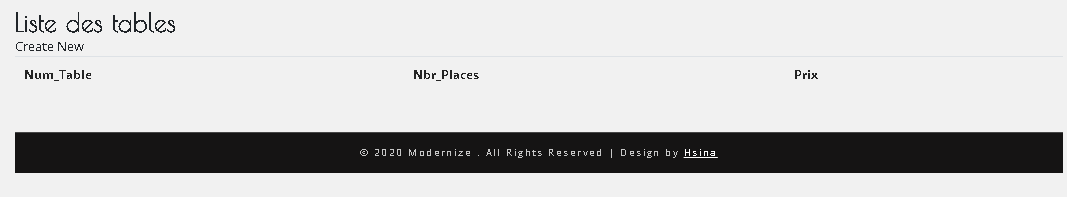 Liste des tables
Create New
Num_Table Nbr_Places Prix
© 2020 Modernize . All Rights Reserved | Design by Hsina